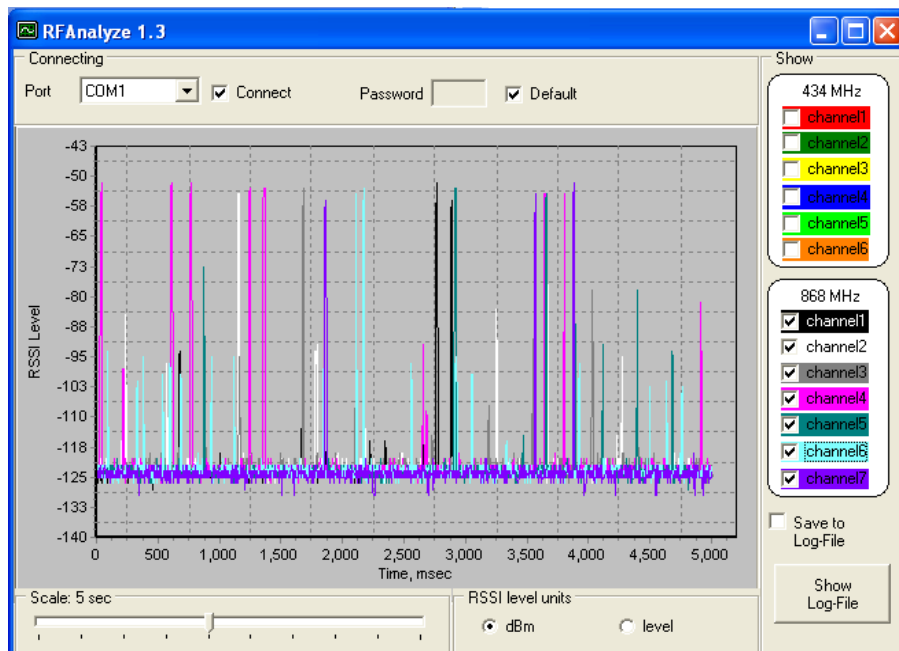 RFAnalyze 1.3
Connecting
Port COM1 Connect Password Default
-43
-50
-58
-65
-73
-80
-88
-95
-103
-110
-118
-125
-133
-140
RSSI Level
0 500 1,000 1,500 2,000 2,500 3,000 3,500 4,000 4,500 5,000
Time, msec
Scale: 5 sec
RSSI level units
dBm level
Show
434 MHz
channel1
channel2
channel3
channel4
channel5
channel6
868 MHz
channel1
channel2
channel3
channel4
channel5
channel6
channel7
Save to
Log-File
Show
Log-File